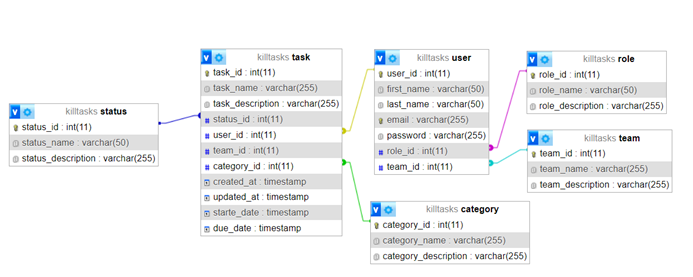 killtasks status
status_id : int(11)
status_name : varchar(50)
status_description : varchar(255)
killtasks task
task_id : int(11)
task_name : varchar(255)
task_description : varchar(255)
status_id : int(11)
user_id : int(11)
team_id : int(11)
category_id : int(11)
created_at : timestamp
updated_at : timestamp
starte_date : timestamp
due_date : timestamp
killtasks user
user_id : int(11)
first_name : varchar(50)
last_name : varchar(50)
email : varchar(255)
password : varchar(255)
role_id : int(11)
team_id : int(11)
killtasks category
category_id : int(11)
category_name : varchar(255)
category_description : varchar(255)
killtasks role
role_id : int(11)
role_name : varchar(50)
role_description : varchar(255)
killtasks team
team_id : int(11)
team_name : varchar(255)
team_description : varchar(255)